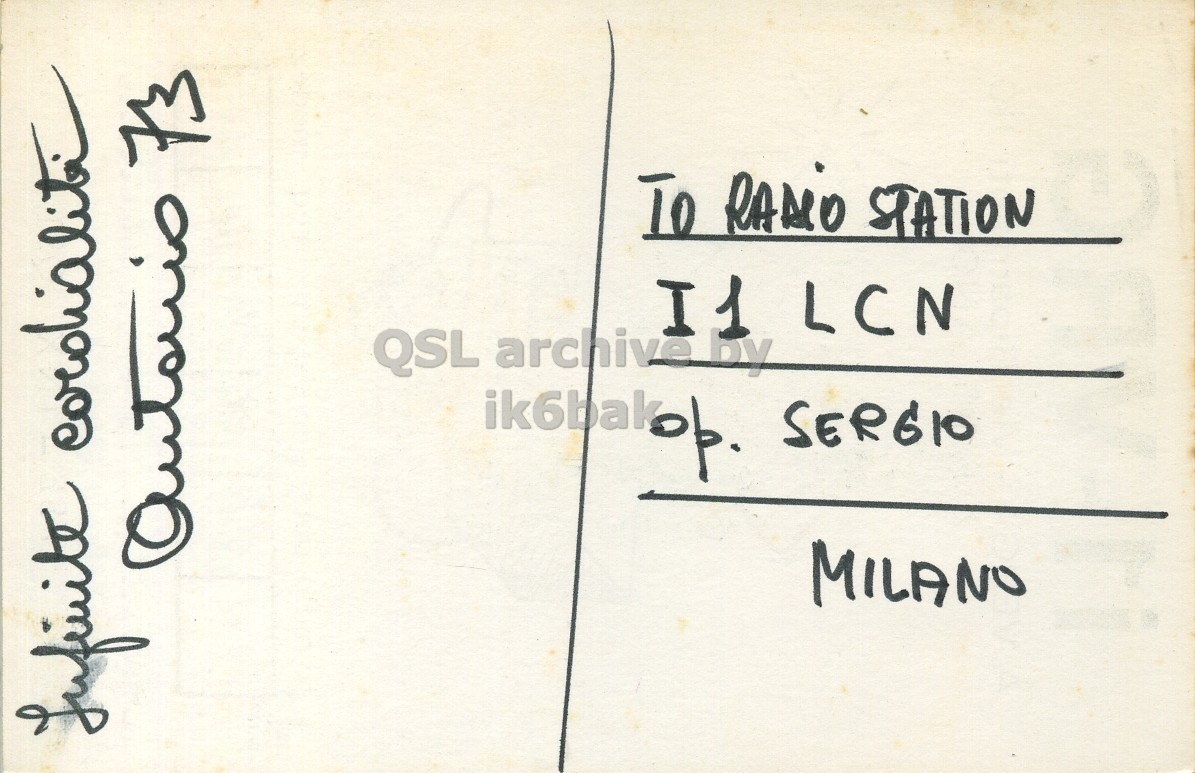 Infinite cordialità
Antonio 73
TO RADIO STATION
I1 LCN
op. SERGIO
MILANO
QSL archive by
ik6bak